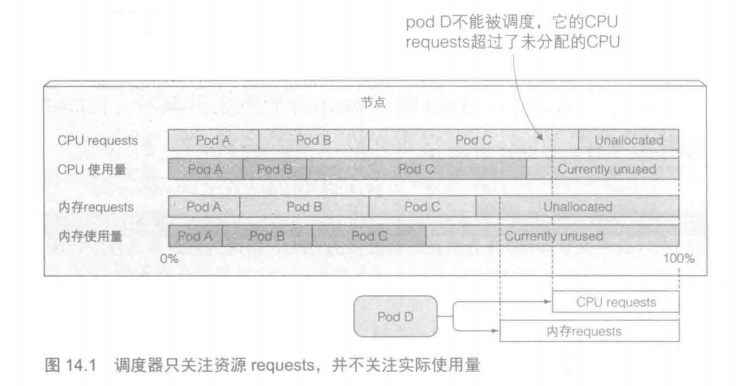 pod D不能被调度，它的CPU
requests超过了未分配的CPU
节点
CPU requests Pod A Pod B Pod C Unallocated
CPU 使用量 Pod A Pod B Pod C Currently unused
内存requests Pod A Pod B Pod C Unallocated
内存使用量 Pod A Pod B Pod C Currently unused
0% 100%
Pod D
CPU requests
内存requests
图 14.1 调度器只关注资源 requests，并不关注实际使用量